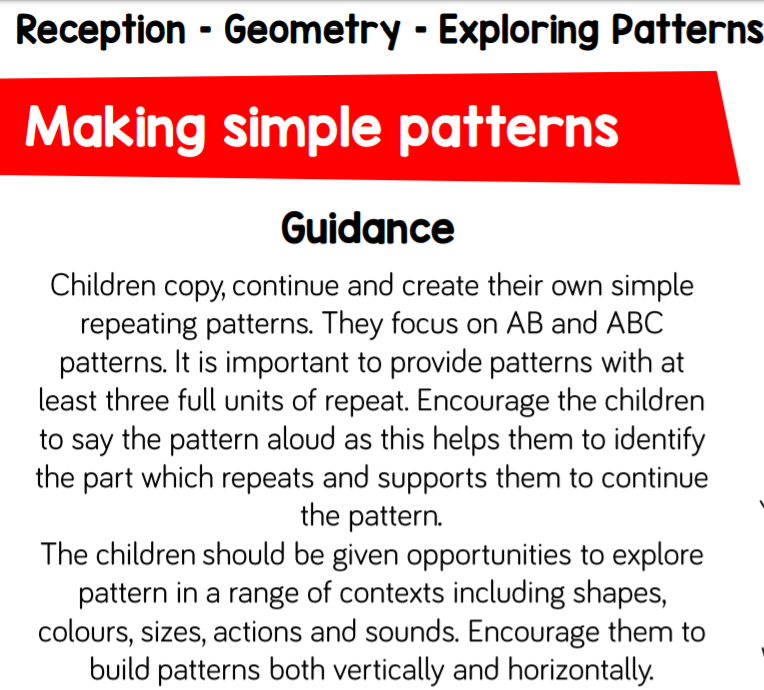 Reception - Geometry - Exploring Patterns
Making simple patterns
Guidance
Children copy, continue and create their own simple
repeating patterns. They focus on AB and ABC
patterns. It is important to provide patterns with at
least three full units of repeat. Encourage the children
to say the pattern aloud as this helps them to identify
the part which repeats and supports them to continue
the pattern.
The children should be given opportunities to explore
pattern in a range of contexts including shapes,
colours, sizes, actions and sounds. Encourage them to
build patterns both vertically and horizontally.